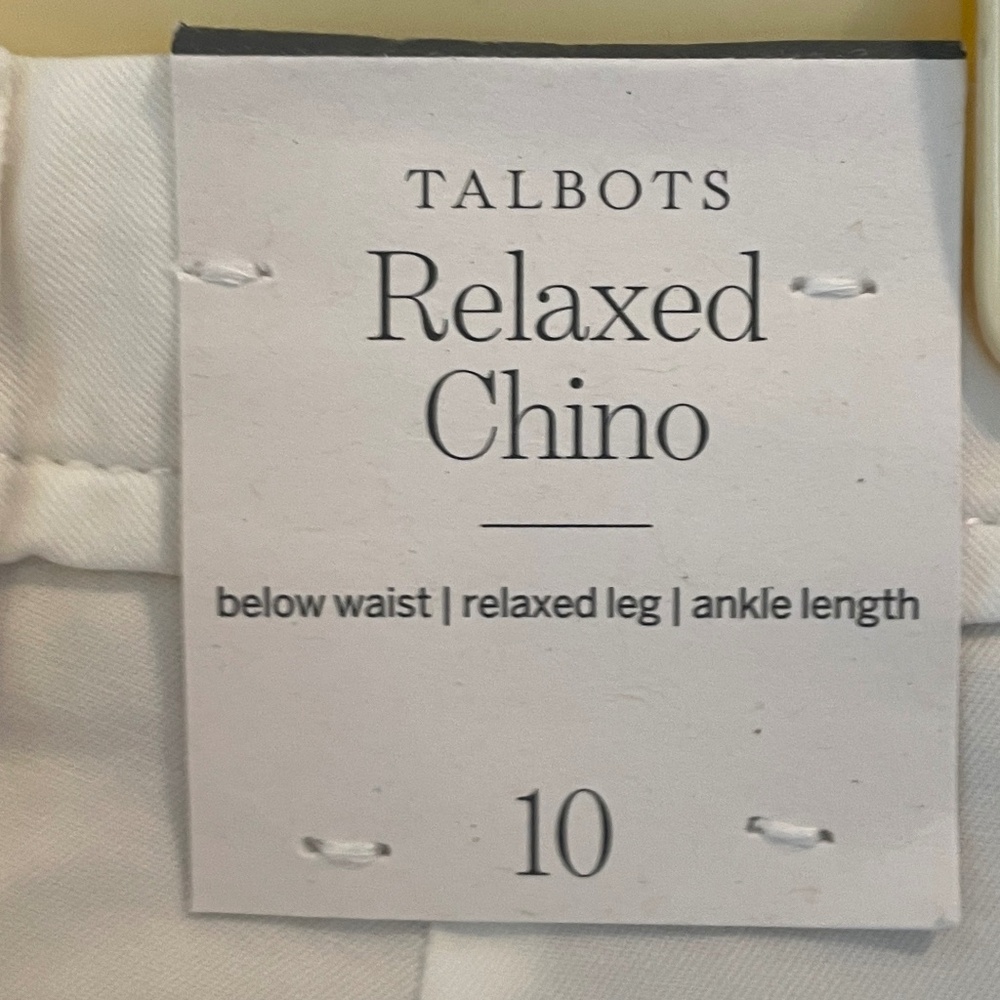 TALBOTS
Relaxed
Chino
below waist | relaxed leg | ankle length
10